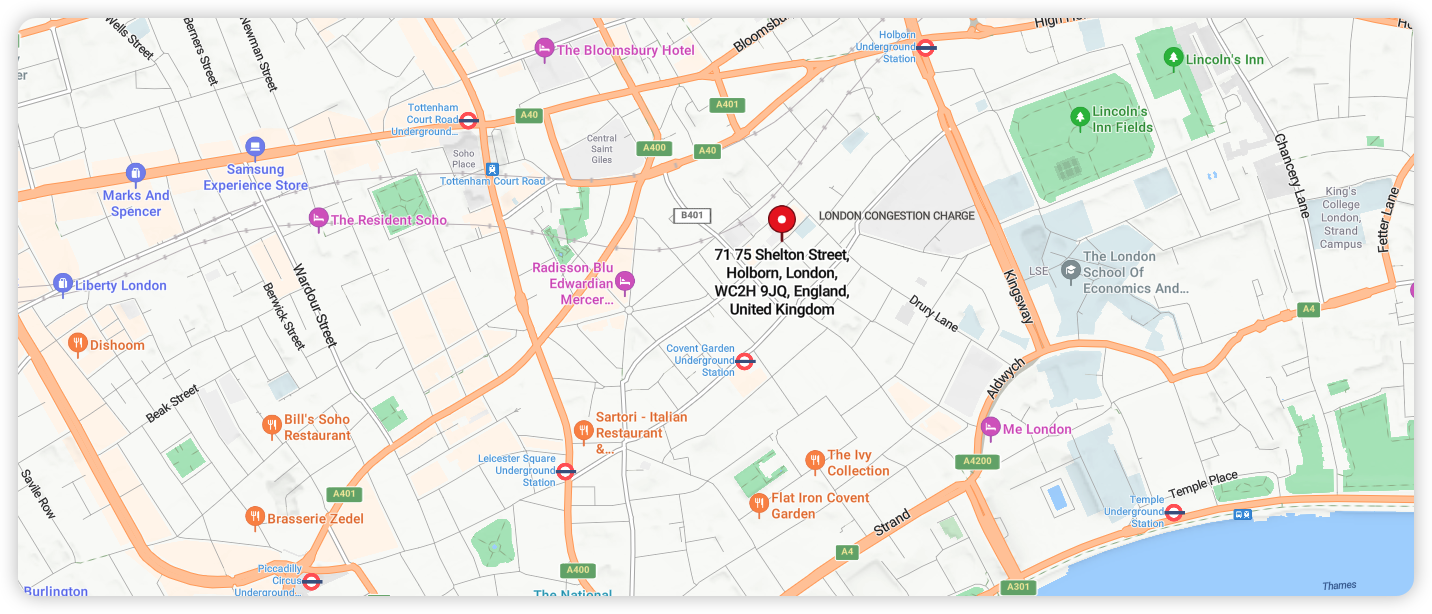 Wells Street
Berners Street
Newman Street
The Bloomsbury Hotel
Bloomsbu
Holborn
Underground
Station
High Ho
Ho
er
Lincoln's Inn
Tottenham
Court Road
Underground...
A40
A401
Lincoln's
Inn Fields
Central
Saint
Giles
A400
A40
Samsung
Experience Store
Soho
Place
Tottenham Court Road
Marks And
Spencer
Chancery Lane
The Resident Soho
B401
LONDON CONGESTION CHARGE
King's
College
London,
Strand
Campus
Fetter Lane
71 75 Shelton Street,
Holborn, London,
WC2H 9JQ, England,
United Kingdom
Radisson Blu
Edwardian
Mercer...
LSE
The London
School Of
Economics And...
Liberty London
Wardour Street
Berwick Street
Kingsway
Drury Lane
A4
Dishoom
Covent Garden
Underground
Station
Aldwych
Beak Street
Bill's Soho
Restaurant
Sartori - Italian
Restaurant
&...
Me London
Leicester Square
Underground
Station
The Ivy
Collection
A4200
Savile Row
A401
Flat Iron Covent
Garden
Temple Place
Temple
Underground
Station
Brasserie Zedel
Strand
A4
Piccadilly
Circus
Underground...
A400
A301
Burlington
The National
Thames